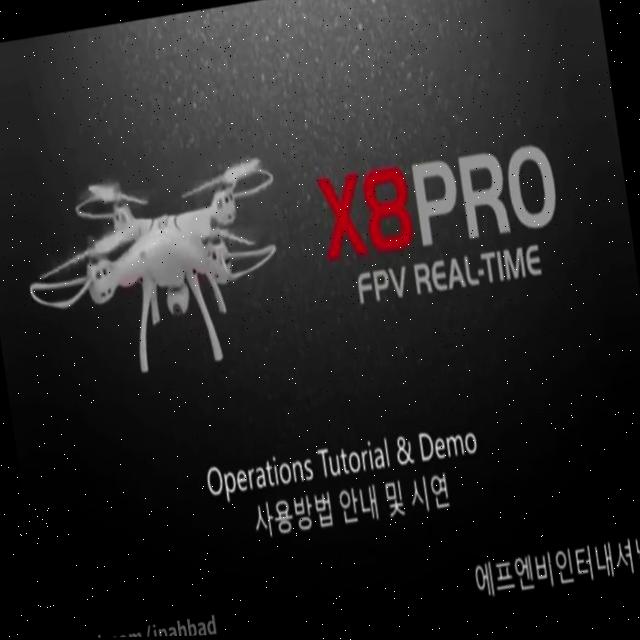 X8PRO
FPV REAL-TIME
Operations Tutorial & Demo
사용방법 안내 및 시연
에프엔비인터내셔